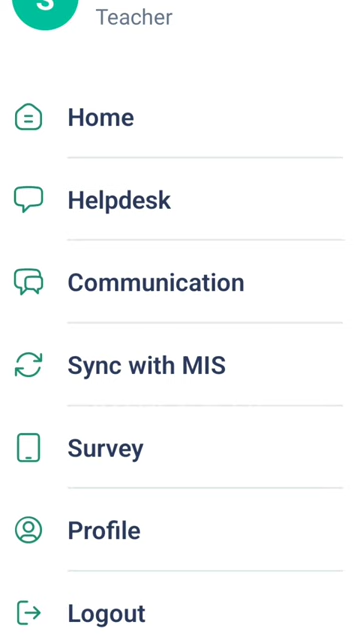 S
Teacher
Home
Helpdesk
Communication
Sync with MIS
Survey
Profile
Logout